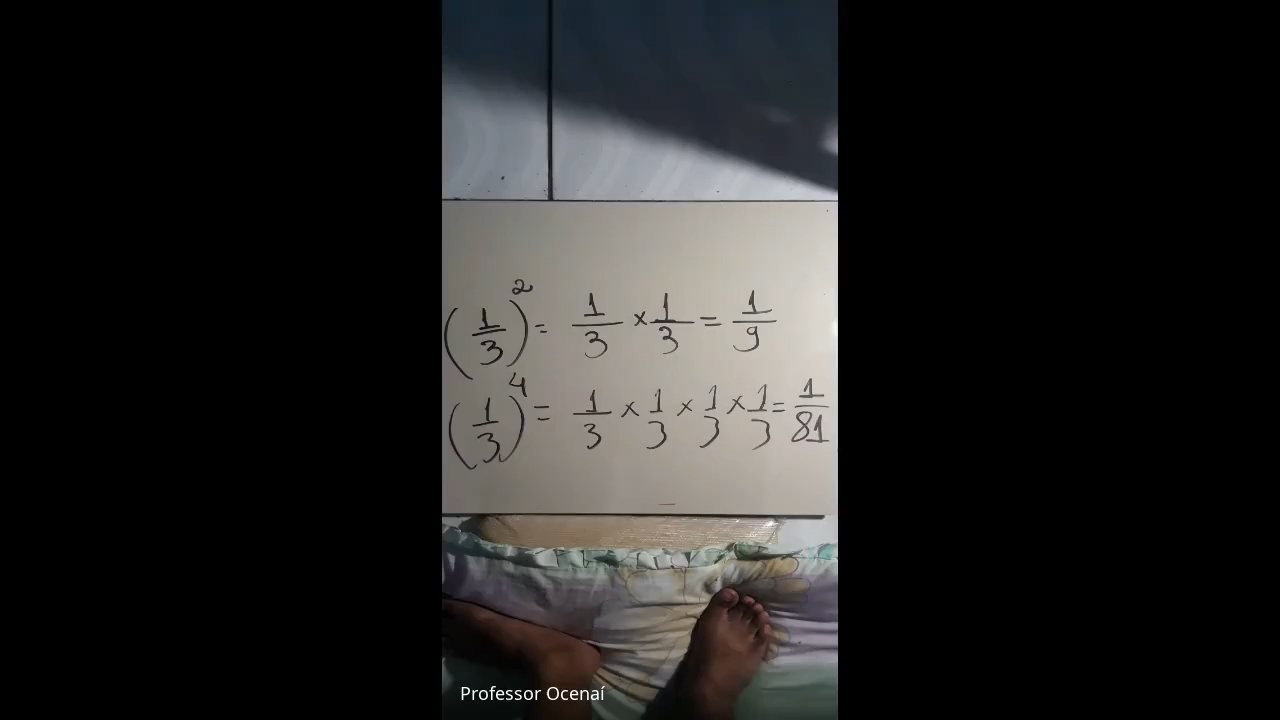 (1/3)² = 1/3 × 1/3 = 1/9
(1/3)⁴ = 1/3 × 1/3 × 1/3 × 1/3 = 1/81
Professor Ocenaí